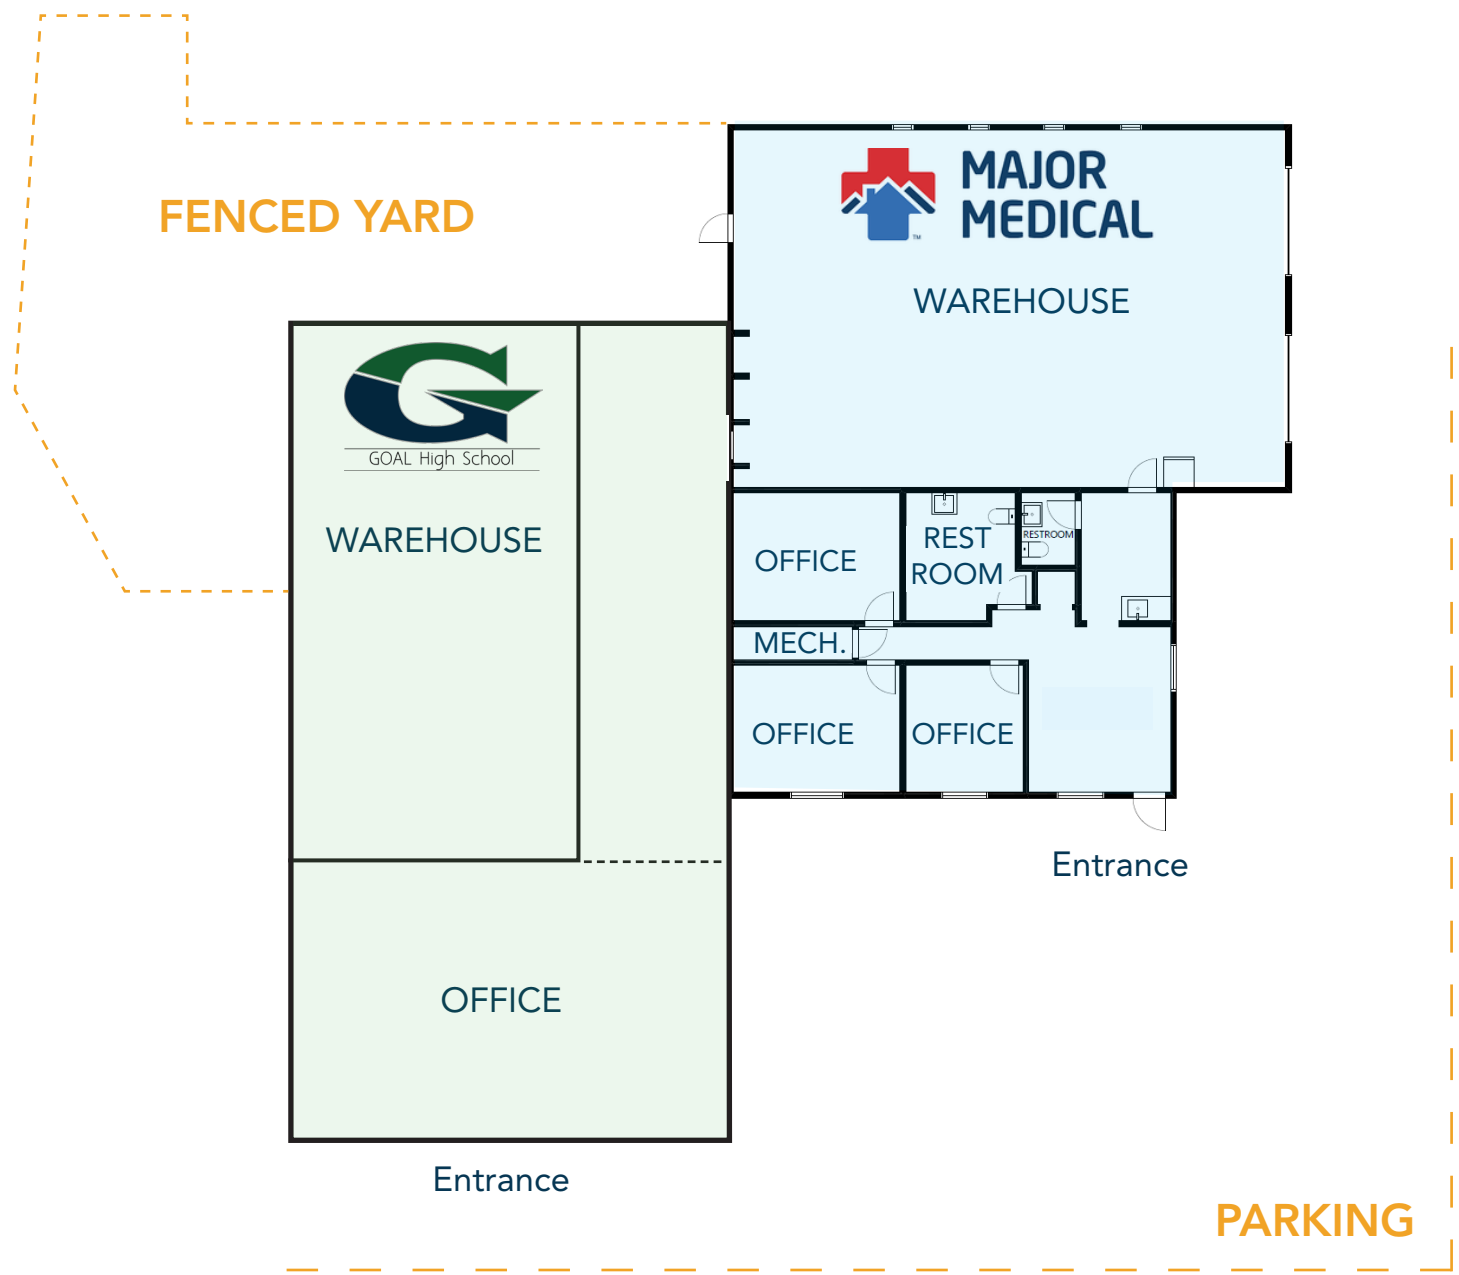 FENCED YARD
MAJOR
MEDICAL
TM
WAREHOUSE
GOAL High School
WAREHOUSE
OFFICE
REST
ROOM
RESTROOM
MECH.
OFFICE
OFFICE
Entrance
OFFICE
Entrance
PARKING